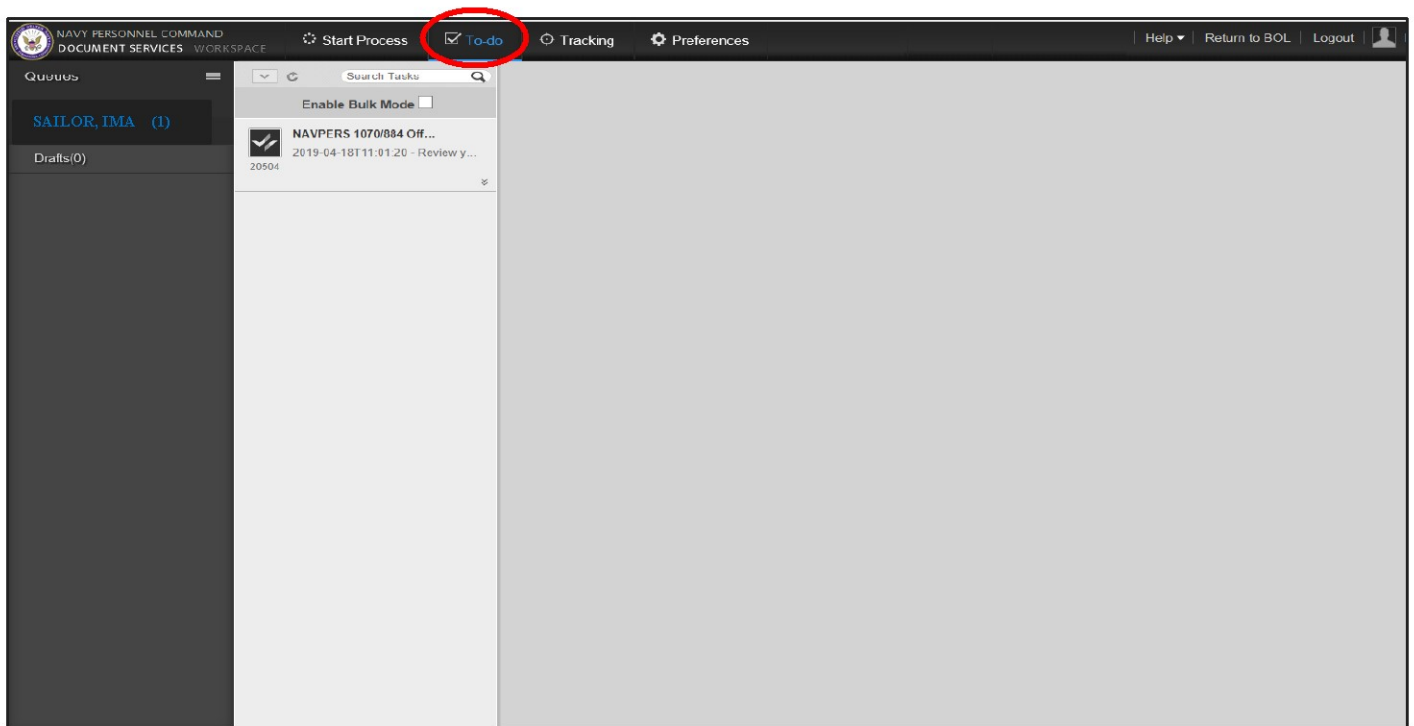 NAVY PERSONNEL COMMAND
DOCUMENT SERVICES WORKSPACE
Start Process
To-do
Tracking
Preferences
Help
Return to BOL
Logout
Queues
Search Tasks
Enable Bulk Mode
SAILOR, IMA (1)
Drafts(0)
NAVPERS 1070/884 Off...
2019-04-18T11:01:20 - Review y...
20504